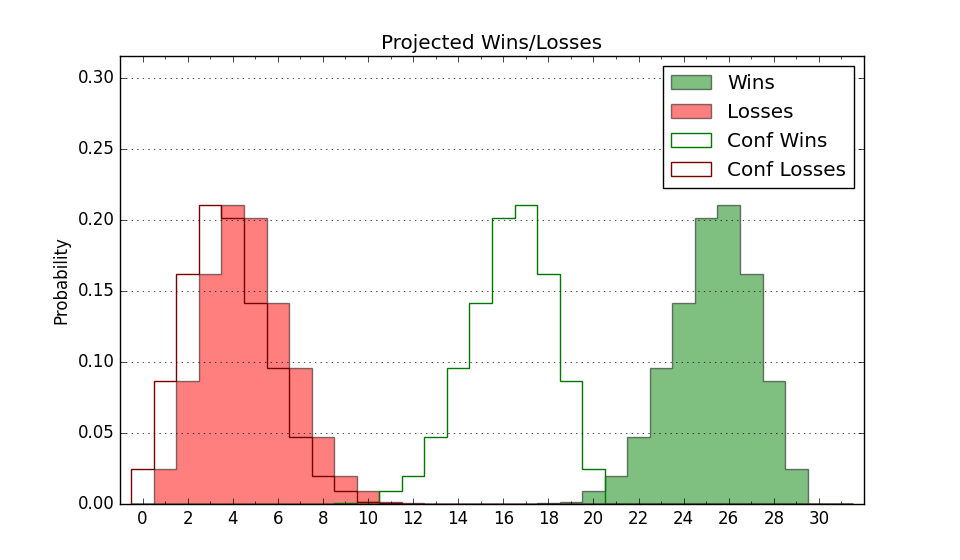 Projected Wins/Losses
Probability
0.30
0.25
0.20
0.15
0.10
0.05
0.00
0 2 4 6 8 10 12 14 16 18 20 22 24 26 28 30
Wins
Losses
Conf Wins
Conf Losses